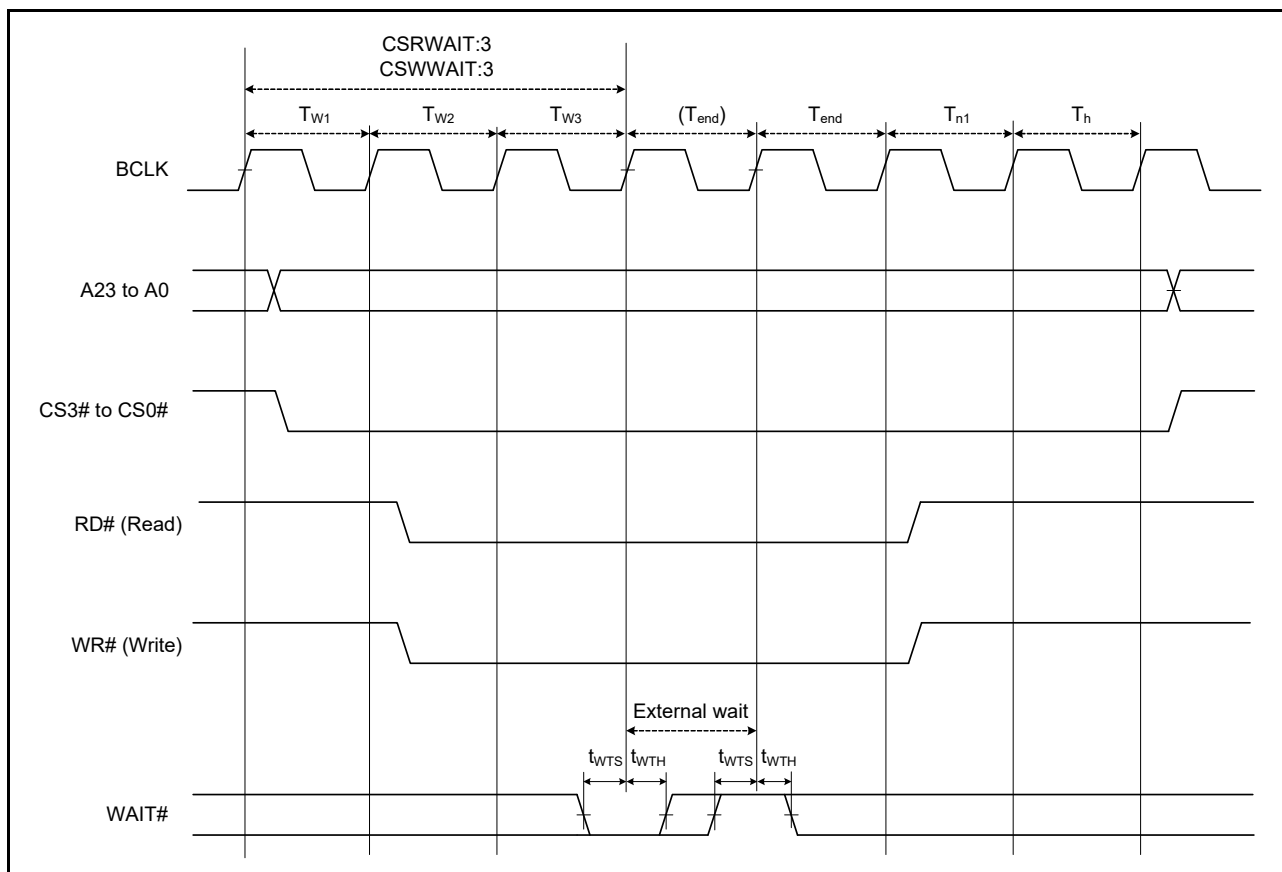 CSRWAIT:3
CSWWAIT:3
TW1 TW2 TW3 (Tend) Tend Tn1 Th
BCLK
A23 to A0
CS3# to CS0#
RD# (Read)
WR# (Write)
External wait
tWTS tWTH tWTS tWTH
WAIT#